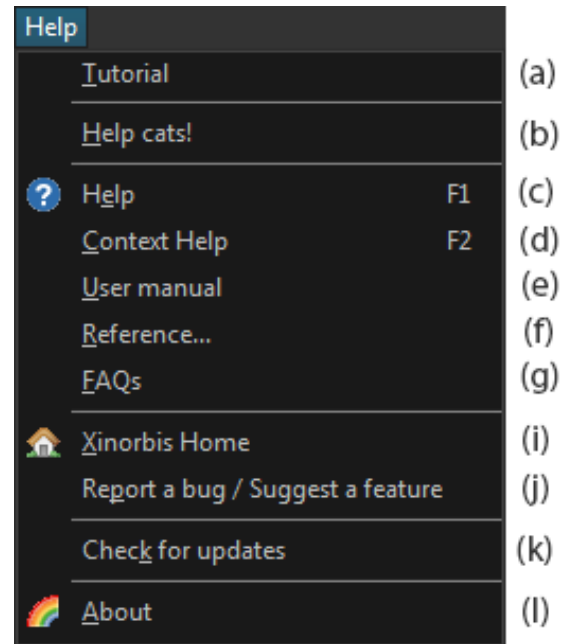 Help
Tutorial (a)
Help cats! (b)
Help F1 (c)
Context Help F2 (d)
User manual (e)
Reference... (f)
FAQs (g)
Xinorbis Home (i)
Report a bug / Suggest a feature (j)
Check for updates (k)
About (l)